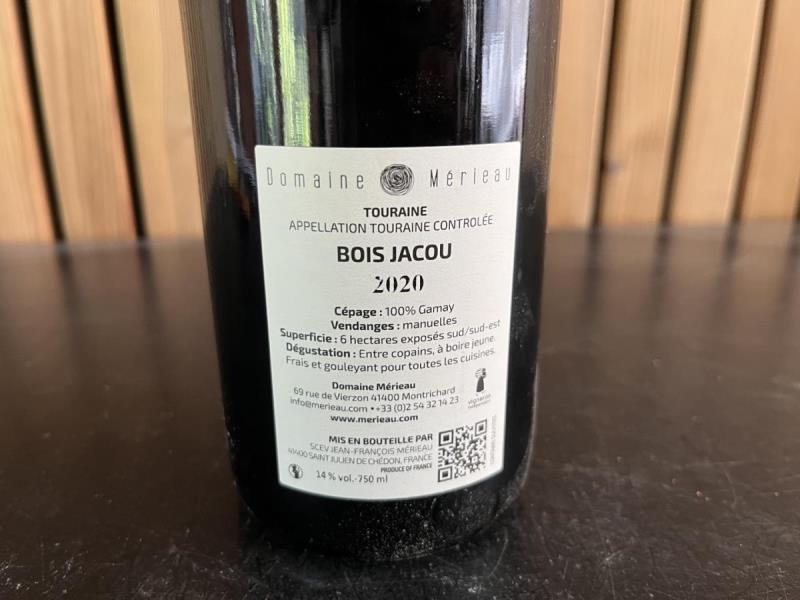 Domaine Mérieau
TOURAINE
APPELLATION TOURAINE CONTROLÉE
BOIS JACOU
2020
Cépage : 100% Gamay
Vendanges : manuelles
Superficie : 6 hectares exposés sud/sud-est
Dégustation : Entre copains, à boire jeune.
Frais et gouleyant pour toutes les cuisines.
Domaine Mérieau
69 rue de Vierzon 41400 Montrichard
info@merieau.com • +33 (0)2 54 32 14 23
www.merieau.com
vigneron
indépendant
MIS EN BOUTEILLE PAR
SCEV JEAN-FRANÇOIS MÉRIEAU
41400 SAINT JULIEN DE CHÉDON, FRANCE
PRODUCE OF FRANCE
14 % vol.-750 ml